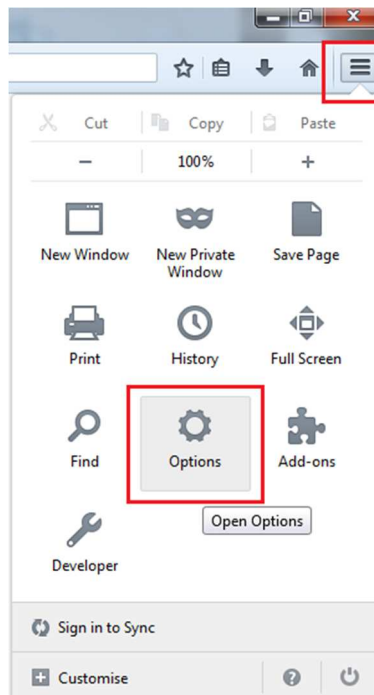 Cut Copy Paste
− 100% +
New Window New Private Window Save Page
Print History Full Screen
Find Options Add-ons
Open Options
Developer
Sign in to Sync
Customise